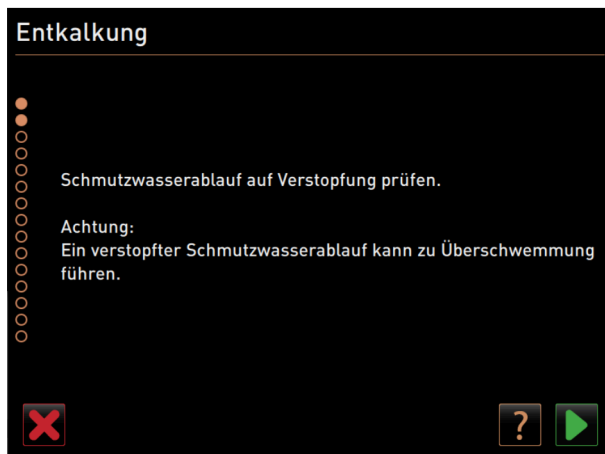 Entkalkung
Schmutzwasserablauf auf Verstopfung prüfen.
Achtung:
Ein verstopfter Schmutzwasserablauf kann zu Überschwemmung
führen.
?